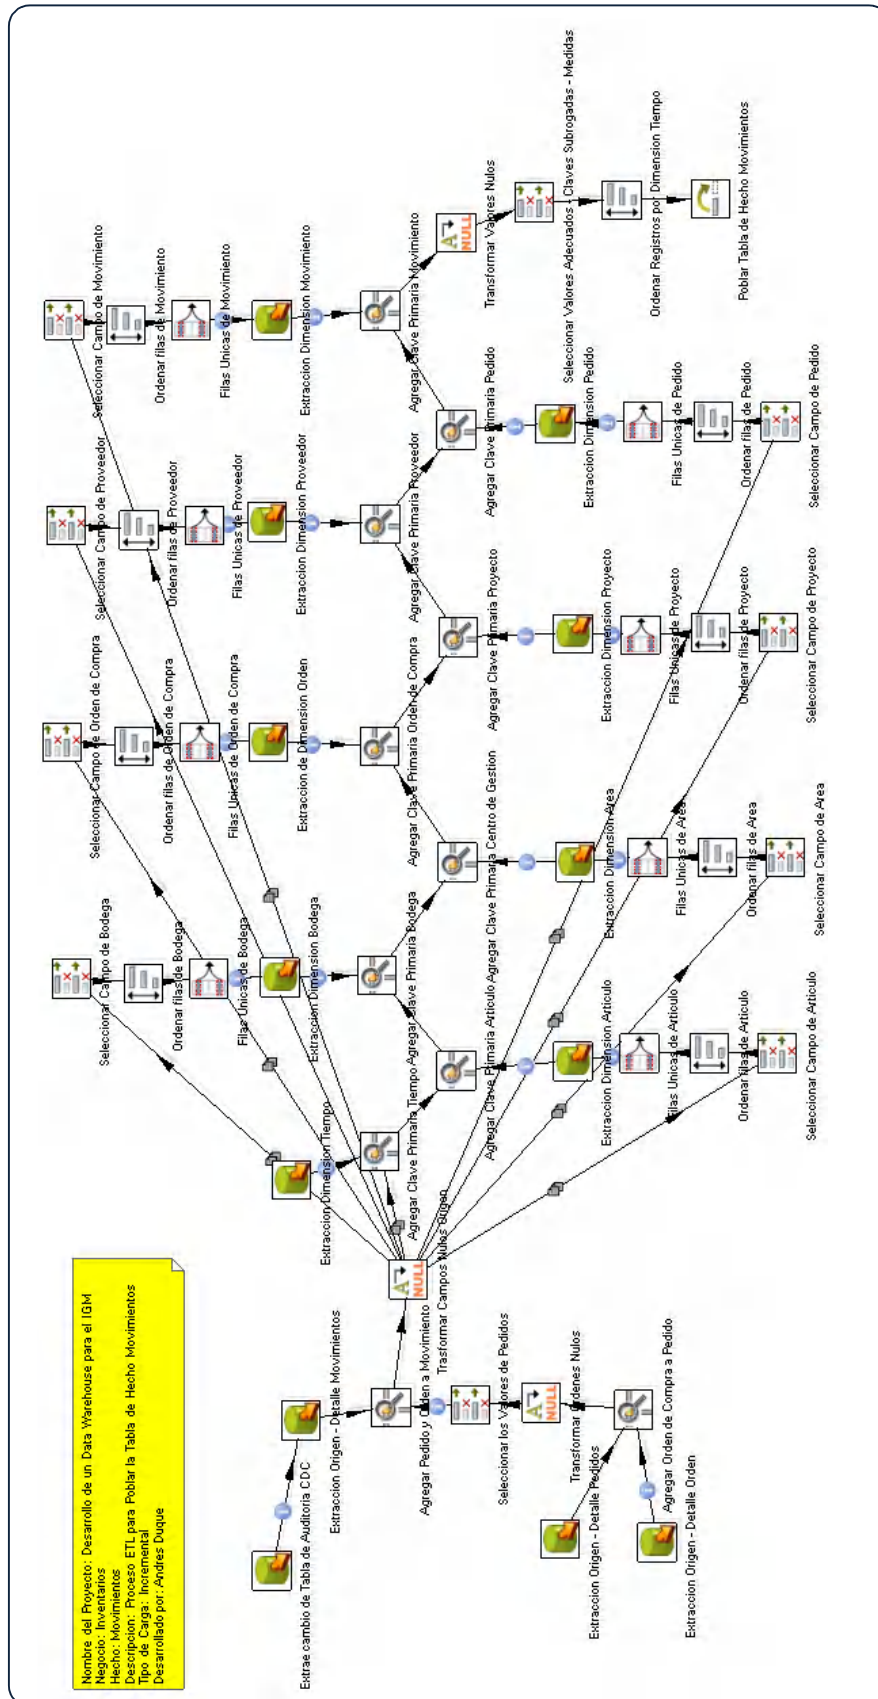 Nombre del Proyecto: Desarrollo de un Data Warehouse para el IGM
Negocio: Inventarios
Hecho: Movimientos
Descripcion: Proceso ETL para Poblar la Tabla de Hecho Movimientos
Tipo de Carga: Incremental
Desarrollado por: Andres Duque
Extrae cambio de Tabla de Auditoria CDC
Extraccion Origen - Detalle Movimientos
Agregar Pedido y Orden a Movimiento
Trasformar Campos Nulos Origen
Seleccionar los Valores de Pedidos
Transformar Ordenes Nulos
Agregar Orden de Compra a Pedido
Extraccion Origen - Detalle Pedidos
Extraccion Origen - Detalle Orden
Extraccion Dimension Tiempo
Agregar Clave Primaria Tiempo
Seleccionar Campo de Bodega
Ordenar filas de Bodega
Filas Unicas de Bodega
Extraccion Dimension Bodega
Agregar Clave Primaria Bodega
Agregar Clave Primaria Articulo
Extraccion Dimension Articulo
Filas Unicas de Articulo
Ordenar filas de Articulo
Seleccionar Campo de Articulo
Seleccionar Campo de Orden de Compra
Ordenar filas de Orden de Compra
Filas Unicas de Orden de Compra
Extraccion de Dimension Orden
Agregar Clave Primaria Orden de Compra
Agregar Clave Primaria Centro de Gestion
Extraccion Dimension Area
Filas Unicas de Area
Ordenar filas de Area
Seleccionar Campo de Area
Seleccionar Campo de Proveedor
Ordenar filas de Proveedor
Filas Unicas de Proveedor
Extraccion Dimension Proveedor
Agregar Clave Primaria Proveedor
Agregar Clave Primaria Proyecto
Extraccion Dimension Proyecto
Filas Unicas de Proyecto
Ordenar filas de Proyecto
Seleccionar Campo de Proyecto
Seleccionar Campo de Movimiento
Ordenar filas de Movimiento
Filas Unicas de Movimiento
Extraccion Dimension Movimiento
Agregar Clave Primaria Movimiento
Agregar Clave Primaria Pedido
Extraccion Dimension Pedido
Filas Unicas de Pedido
Ordenar filas de Pedido
Seleccionar Campo de Pedido
Transformar Valores Nulos
Seleccionar Valores Adecuados - Claves Subrogadas - Medidas
Ordenar Registros por Dimension Tiempo
Poblar Tabla de Hecho Movimientos
A
NULL
A
NULL
A
NULL